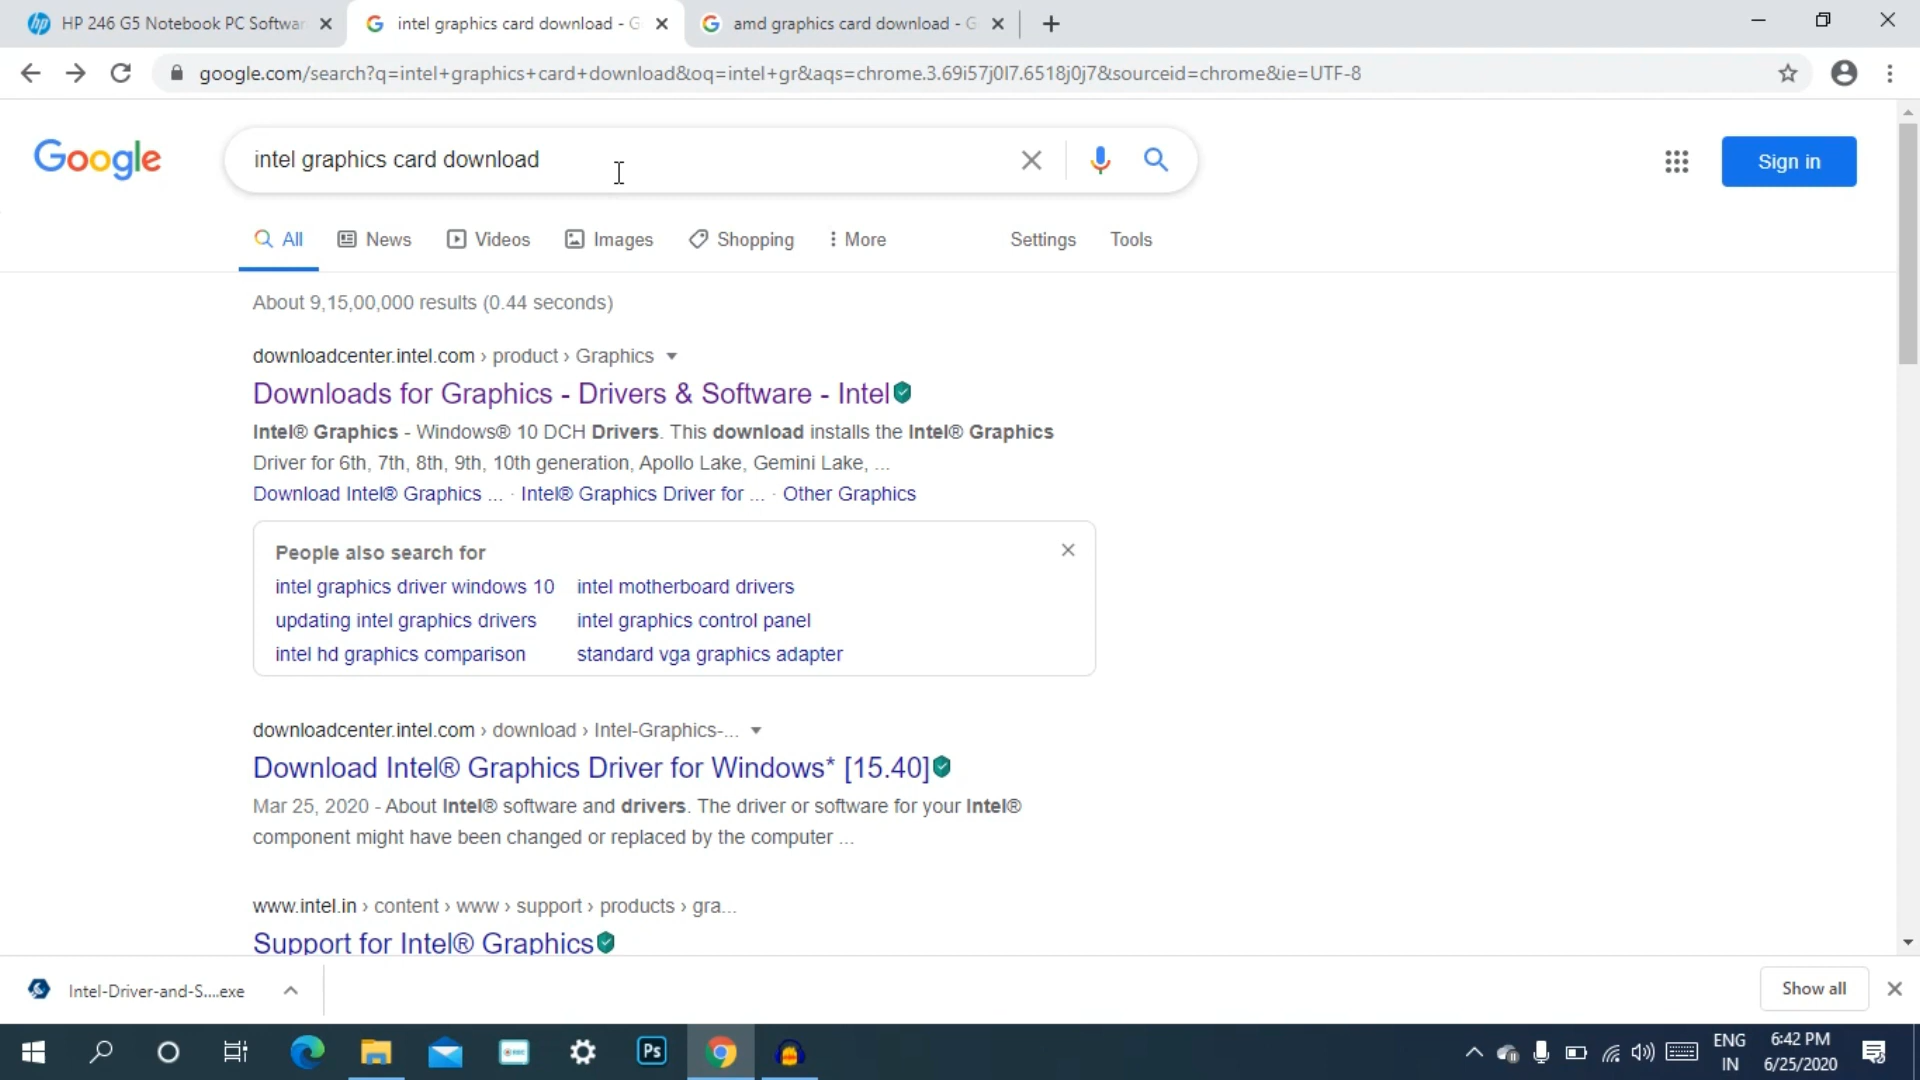 HP 246 G5 Notebook PC Softwar
intel graphics card download - G
amd graphics card download - G
google.com/search?q=intel+graphics+card+download&oq=intel+gr&aqs=chrome.3.69i57j0l7.6518j0j7&sourceid=chrome&ie=UTF-8
Google
intel graphics card download
Sign in
All
News
Videos
Images
Shopping
More
Settings
Tools
About 9,15,00,000 results (0.44 seconds)
downloadcenter.intel.com › product › Graphics
Downloads for Graphics - Drivers & Software - Intel
Intel® Graphics - Windows® 10 DCH Drivers. This download installs the Intel® Graphics
Driver for 6th, 7th, 8th, 9th, 10th generation, Apollo Lake, Gemini Lake, ...
Download Intel® Graphics ... · Intel® Graphics Driver for ... · Other Graphics
People also search for
intel graphics driver windows 10
intel motherboard drivers
updating intel graphics drivers
intel graphics control panel
intel hd graphics comparison
standard vga graphics adapter
downloadcenter.intel.com › download › Intel-Graphics-...
Download Intel® Graphics Driver for Windows* [15.40]
Mar 25, 2020 - About Intel® software and drivers. The driver or software for your Intel®
component might have been changed or replaced by the computer ...
www.intel.in › content › www › support › products › gra...
Support for Intel® Graphics
Intel-Driver-and-S....exe
Show all
Ps
ENG
IN
6:42 PM
6/25/2020